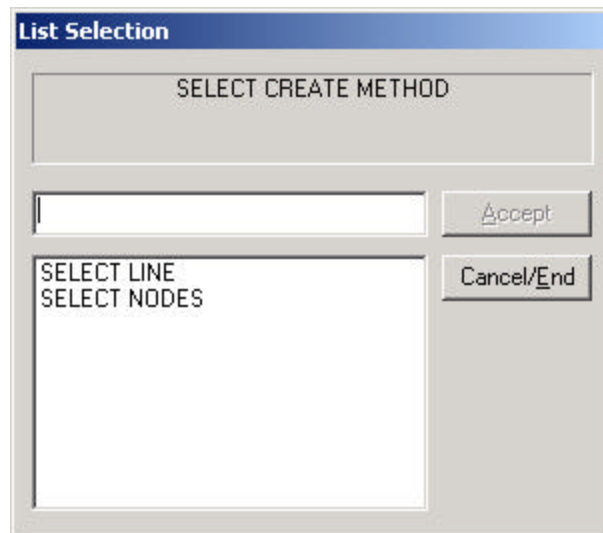 List Selection
SELECT CREATE METHOD
Accept
SELECT LINE
SELECT NODES
Cancel/End